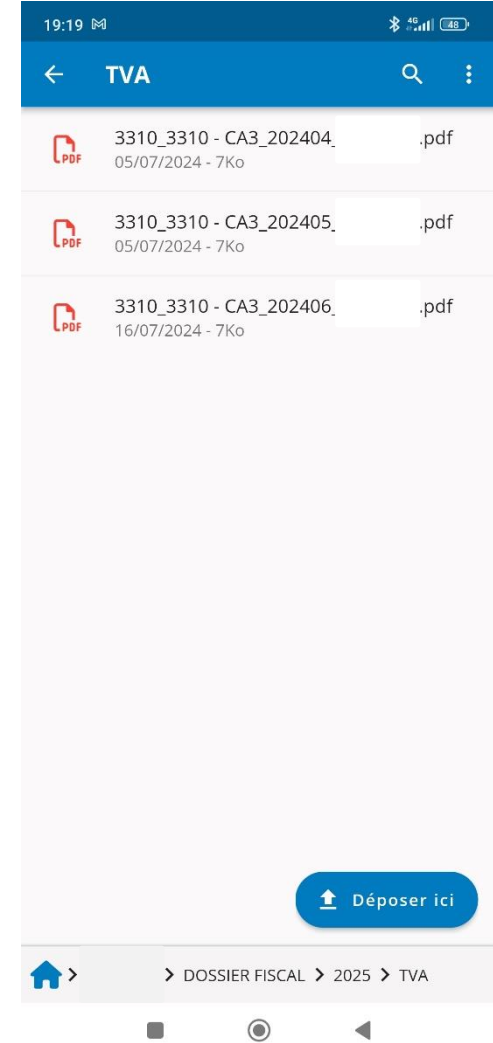 19:19
4G
48
TVA
PDF
3310_3310 - CA3_202404_ .pdf
05/07/2024 - 7Ko
PDF
3310_3310 - CA3_202405_ .pdf
05/07/2024 - 7Ko
PDF
3310_3310 - CA3_202406_ .pdf
16/07/2024 - 7Ko
Déposer ici
> > DOSSIER FISCAL > 2025 > TVA